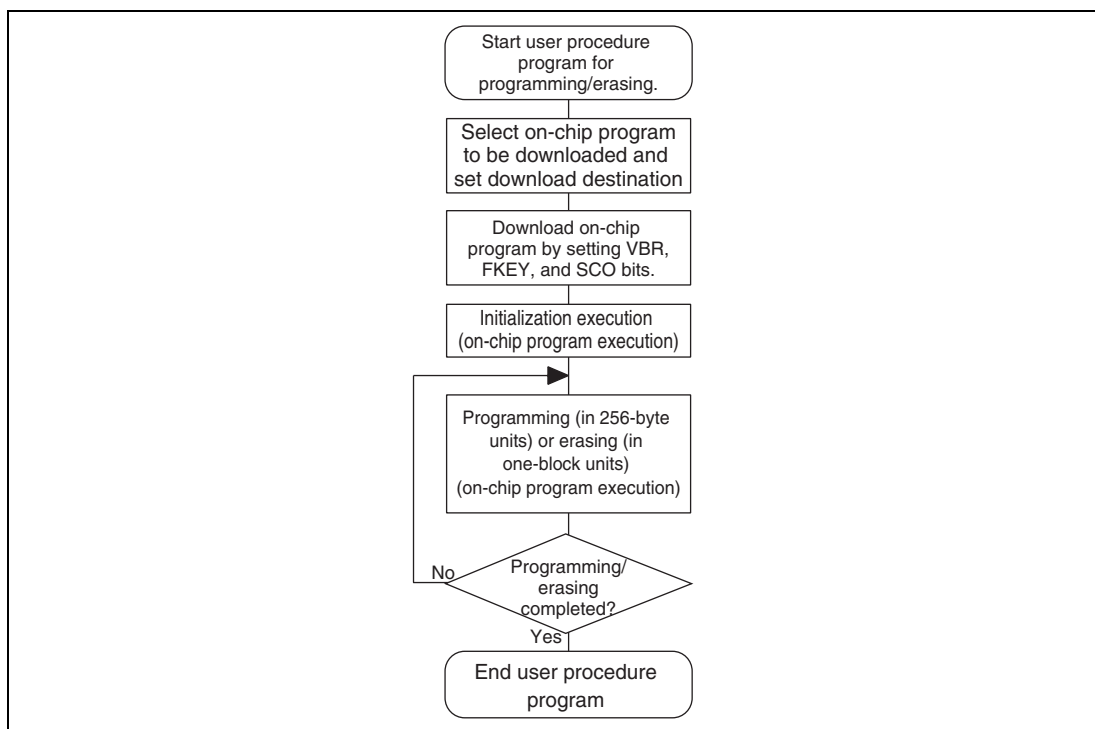 Start user procedure
program for
programming/erasing.
Select on-chip program
to be downloaded and
set download destination
Download on-chip
program by setting VBR,
FKEY, and SCO bits.
Initialization execution
(on-chip program execution)
Programming (in 256-byte
units) or erasing (in
one-block units)
(on-chip program execution)
No
Programming/
erasing
completed?
Yes
End user procedure
program